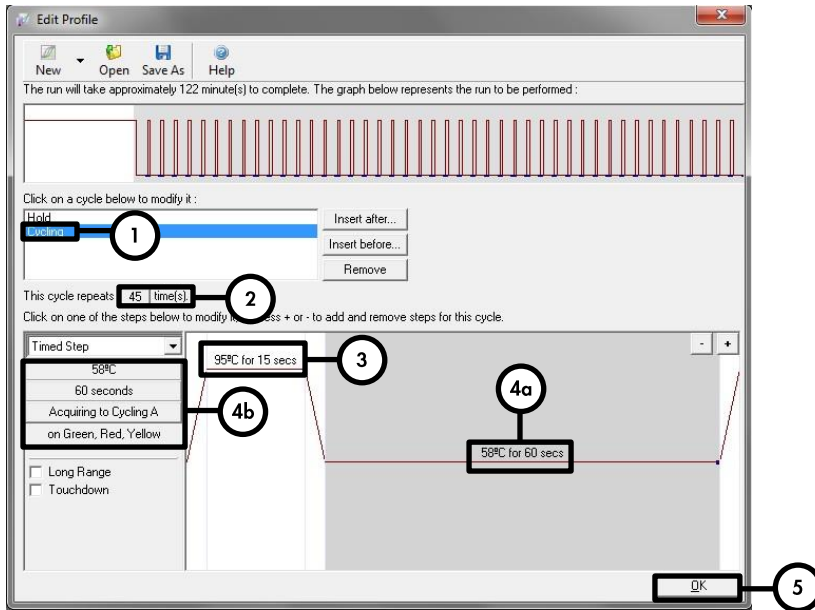 Edit Profile
New Open Save As Help
The run will take approximately 122 minute(s) to complete. The graph below represents the run to be performed :
Click on a cycle below to modify it :
Hold
Cycling
1
Insert after...
Insert before...
Remove
This cycle repeats 45 time(s).
2
Click on one of the steps below to modify it, press + or - to add and remove steps for this cycle.
Timed Step
- +
58ºC
60 seconds
Acquiring to Cycling A
on Green, Red, Yellow
4b
Long Range
Touchdown
95ºC for 15 secs
3
4a
58ºC for 60 secs
OK
5